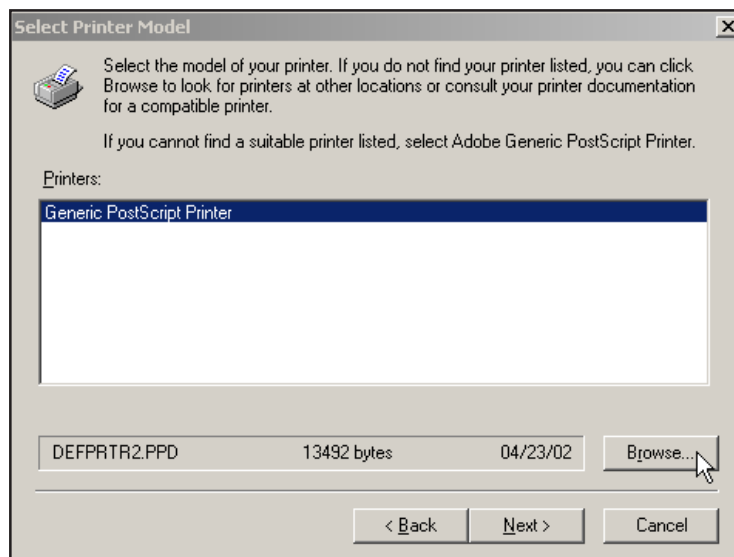 Select Printer Model
Select the model of your printer. If you do not find your printer listed, you can click
Browse to look for printers at other locations or consult your printer documentation
for a compatible printer.
If you cannot find a suitable printer listed, select Adobe Generic PostScript Printer.
Printers:
Generic PostScript Printer
DEFPRTR2.PPD 13492 bytes 04/23/02 Browse...
< Back Next > Cancel